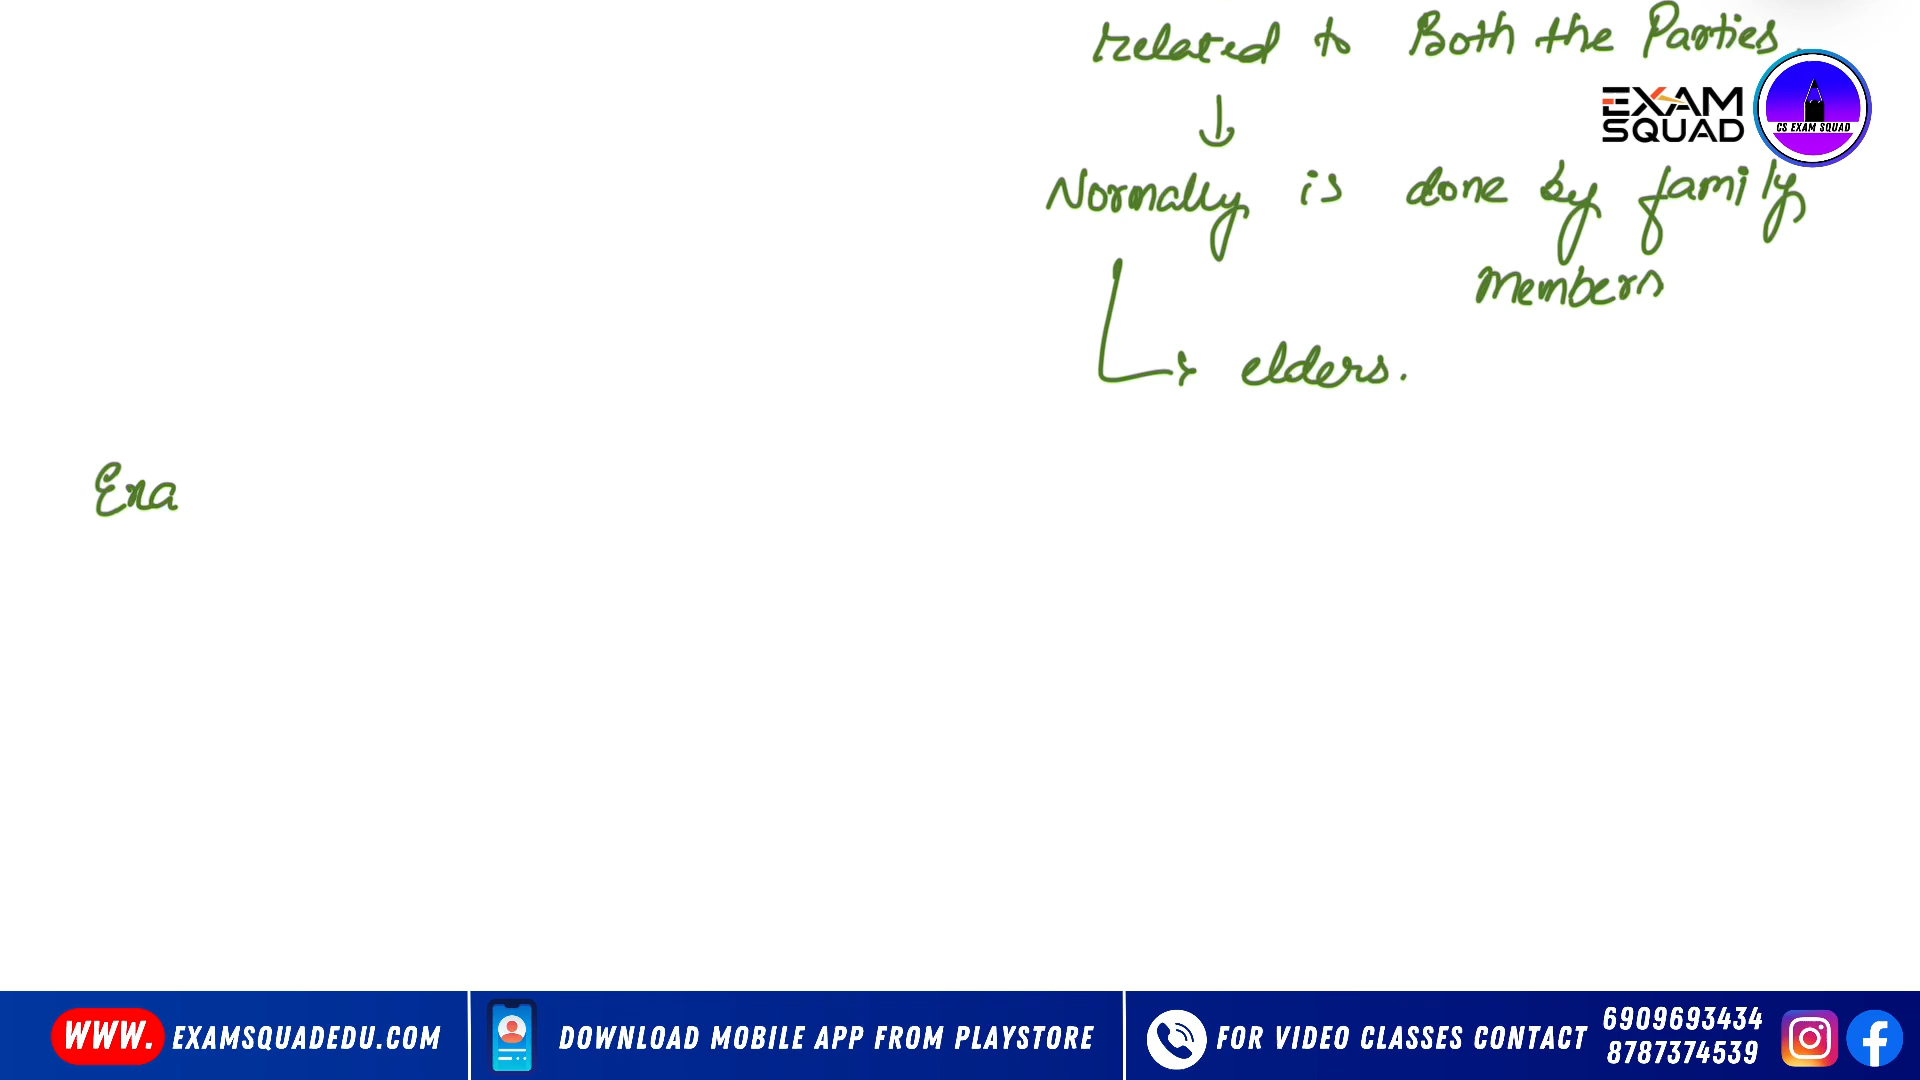 related to Both the Parties.
EXAM
SQUAD
CS EXAM SQUAD
Normally is done by family
members
elders.
Exa
WWW. EXAMSQUADEDU.COM
DOWNLOAD MOBILE APP FROM PLAYSTORE
FOR VIDEO CLASSES CONTACT
6909693434
8787374539